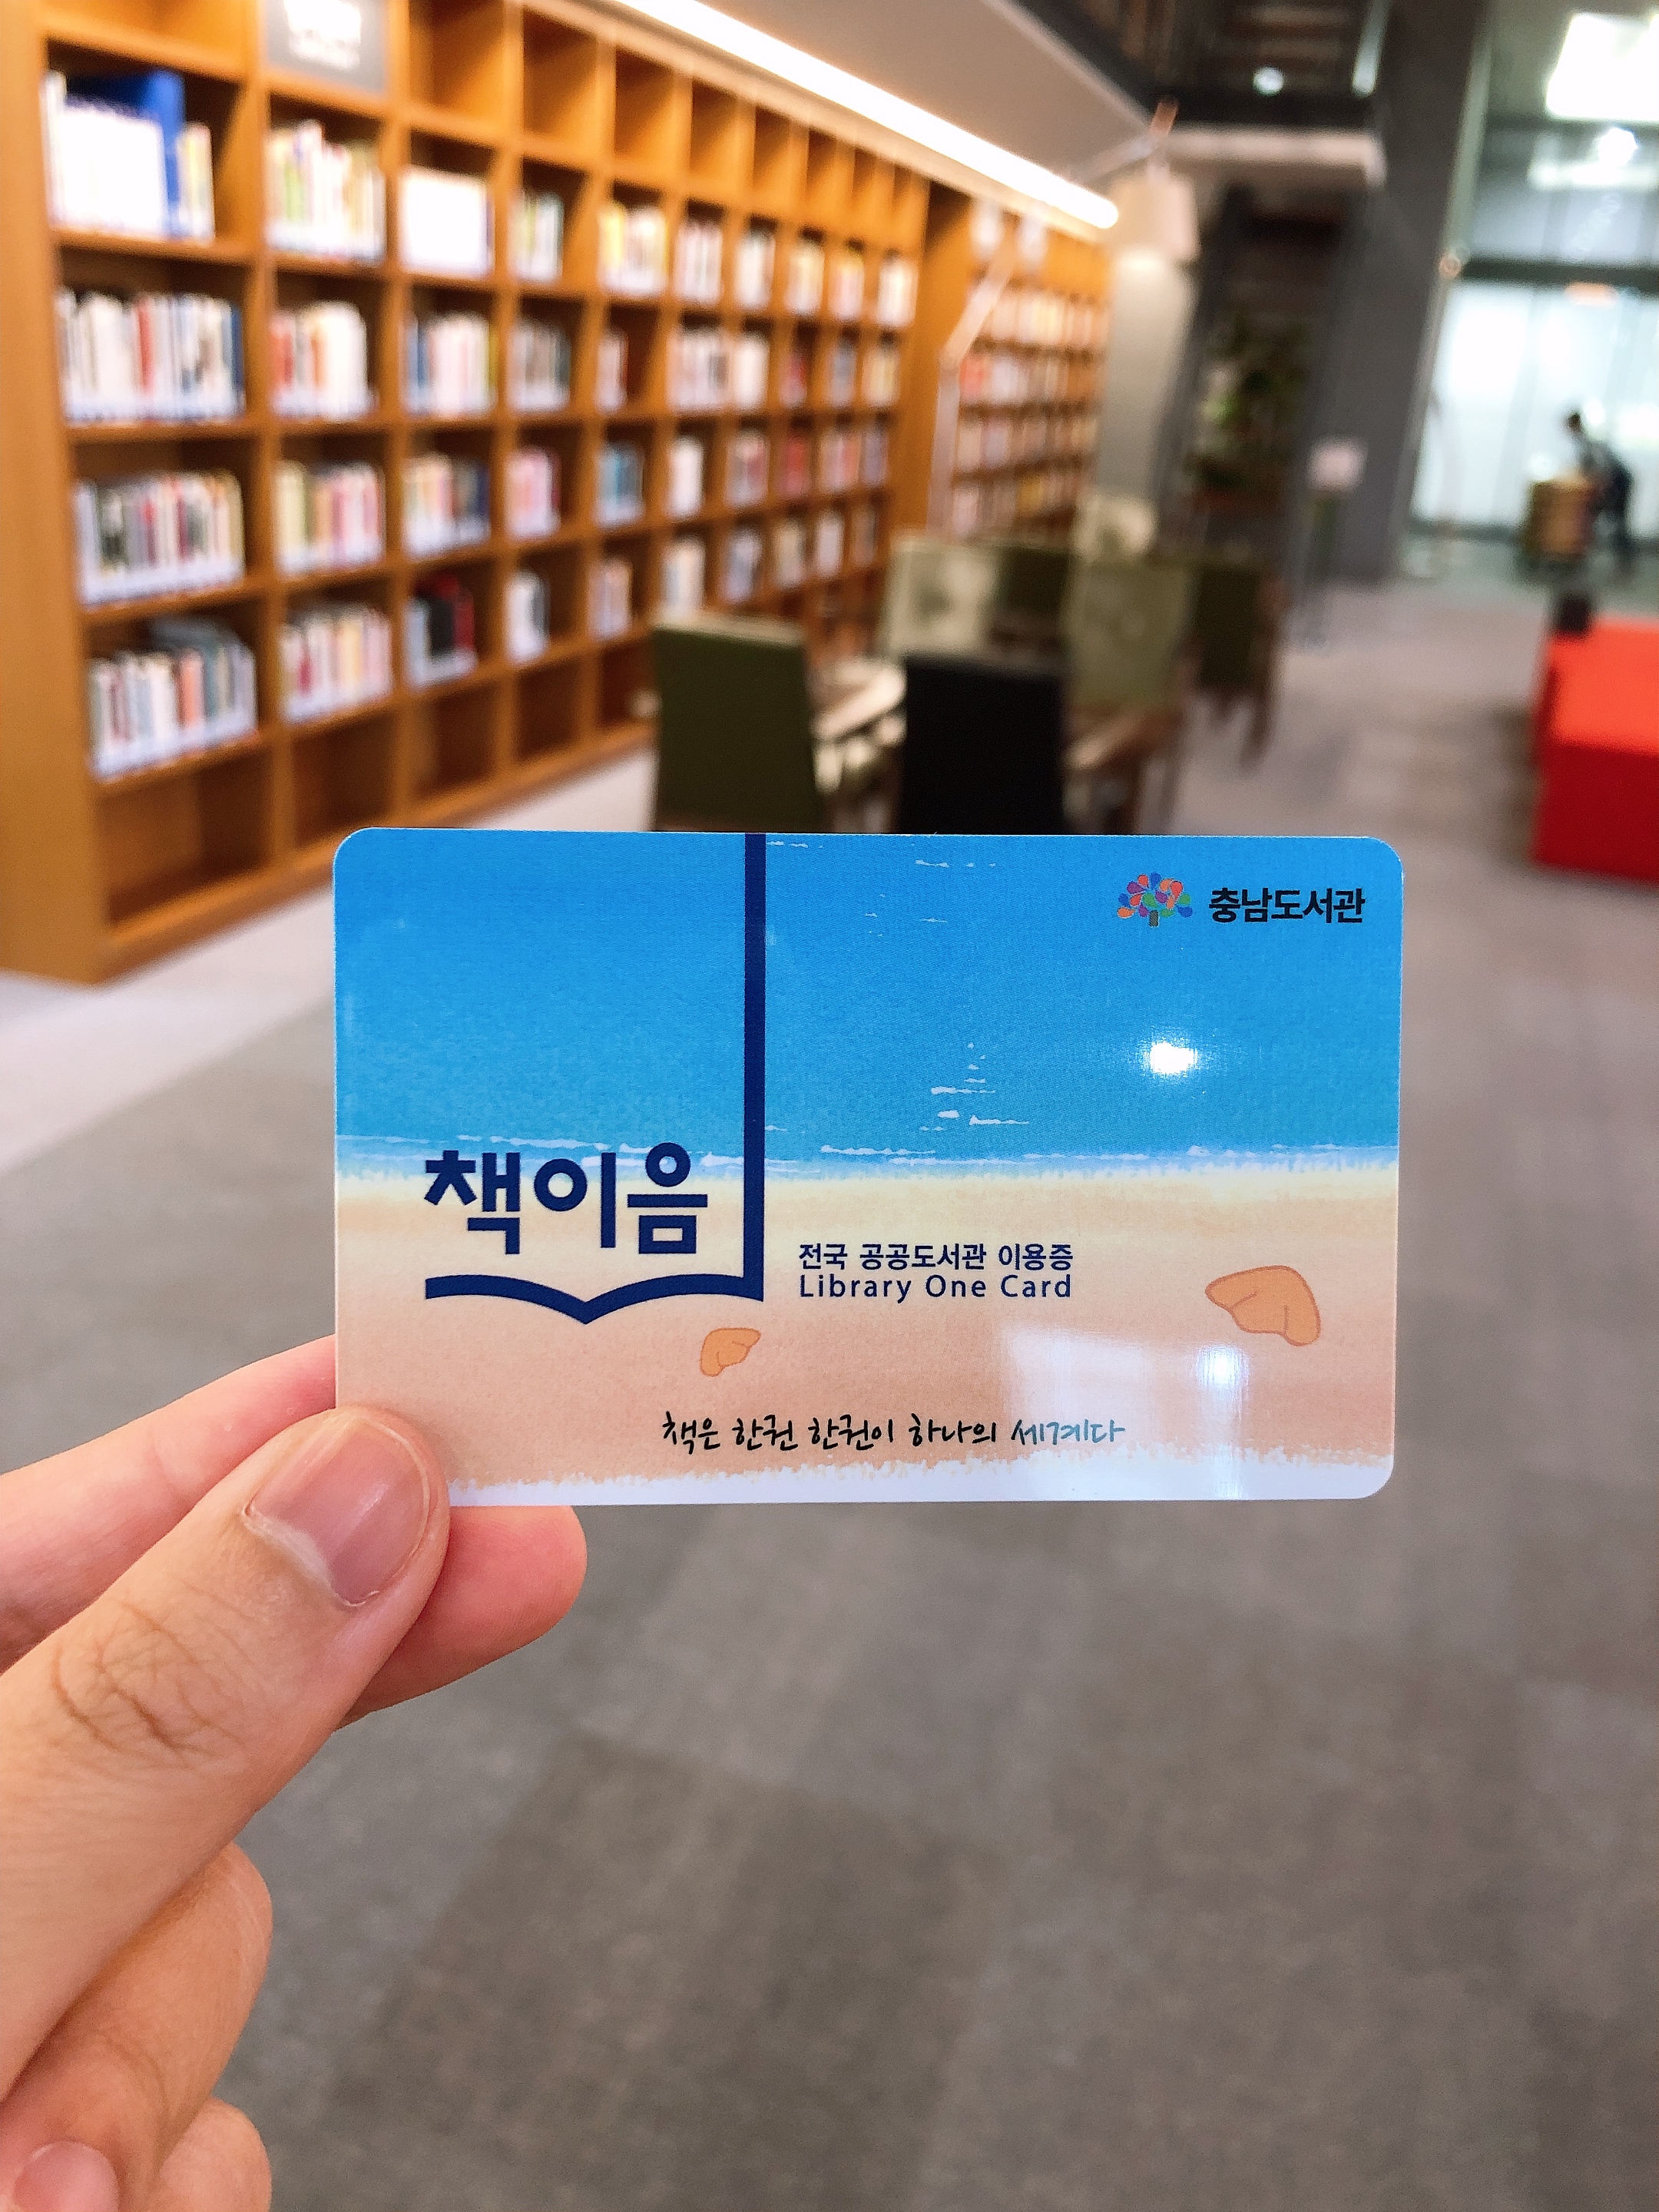 충남도서관
책이음
전국 공공도서관 이용증
Library One Card
책은 한권 한권이 하나의 세계다